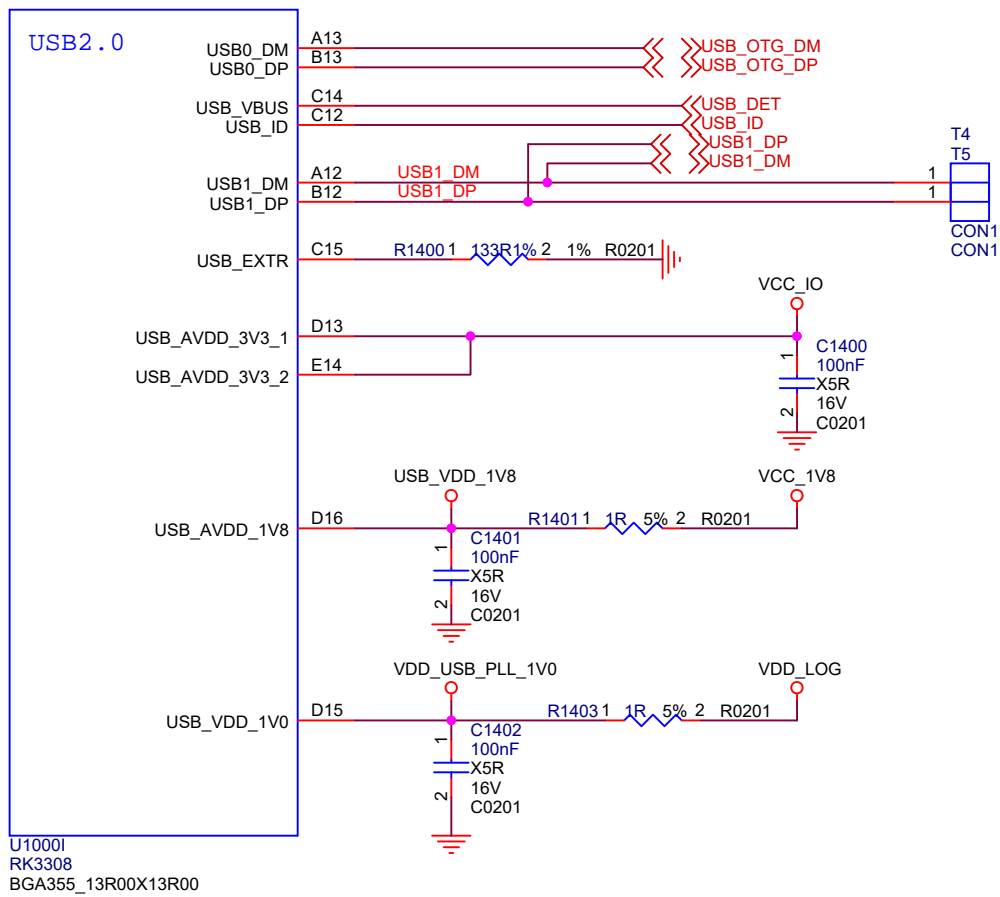 USB2.0
USB0_DM A13 USB_OTG_DM
USB0_DP B13 USB_OTG_DP
USB_VBUS C14 USB_DET
USB_ID C12 USB_ID
USB1_DP
USB1_DM
T4
T5
USB1_DM A12 USB1_DM 1
USB1_DP B12 USB1_DP 1
CON1
CON1
USB_EXTR C15 R1400 1 133R1% 2 1% R0201
VCC_IO
USB_AVDD_3V3_1 D13
USB_AVDD_3V3_2 E14
1 C1400
100nF
X5R
2 16V
C0201
USB_VDD_1V8 VCC_1V8
USB_AVDD_1V8 D16 R1401 1 1R 5% 2 R0201
1 C1401
100nF
X5R
2 16V
C0201
VDD_USB_PLL_1V0 VDD_LOG
USB_VDD_1V0 D15 R1403 1 1R 5% 2 R0201
1 C1402
100nF
X5R
2 16V
C0201
U1000I
RK3308
BGA355_13R00X13R00